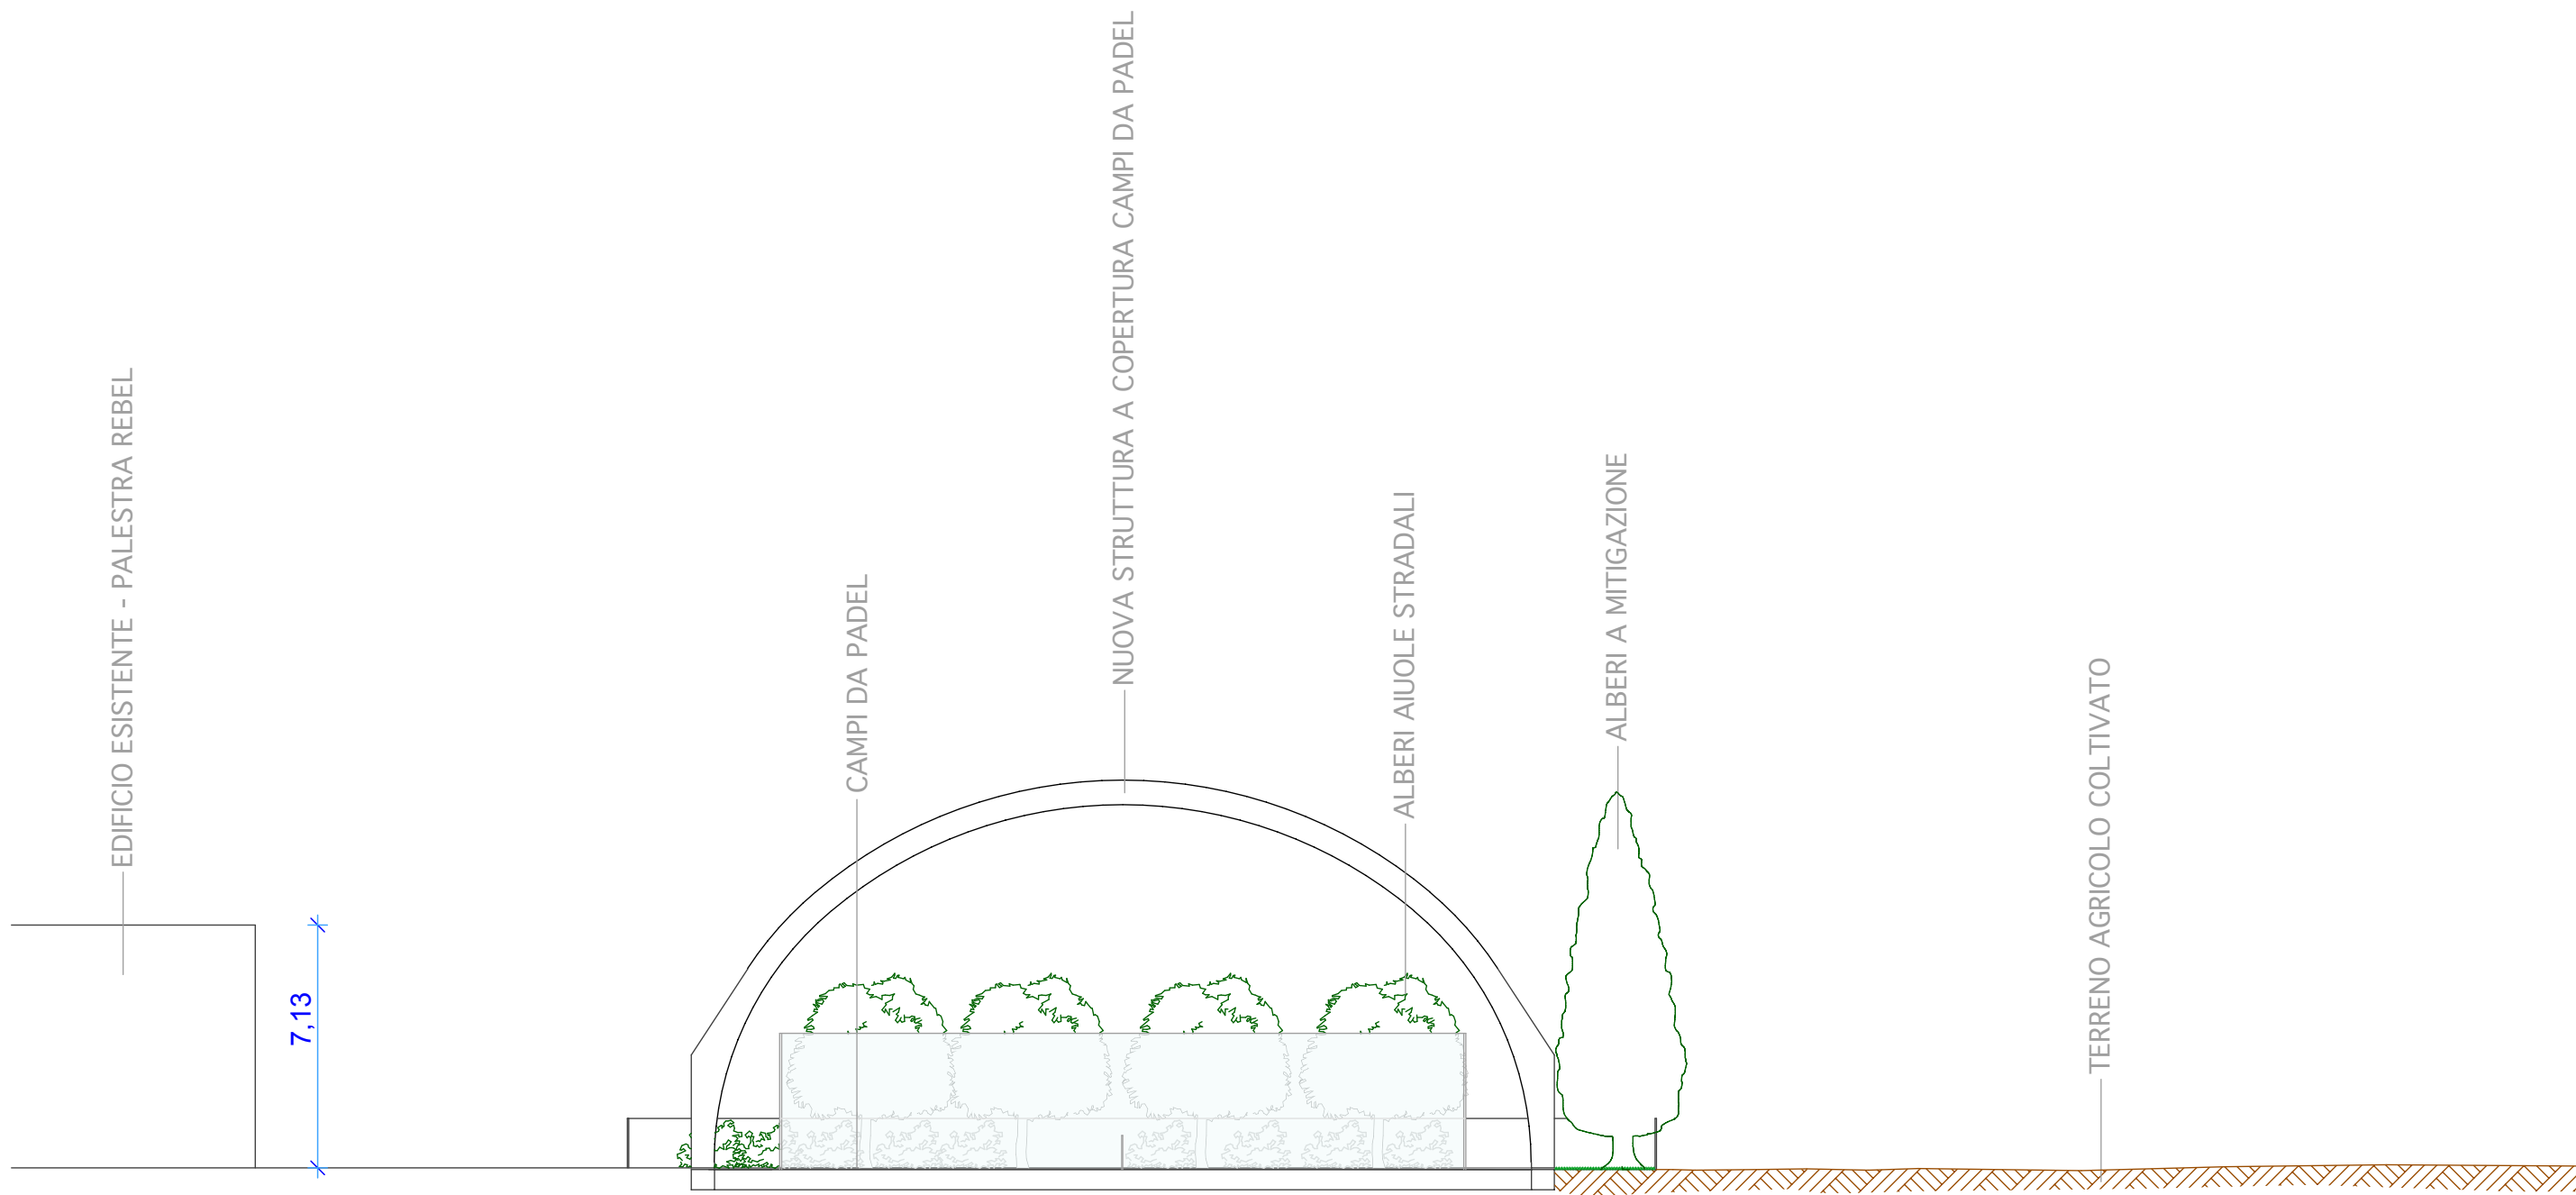 EDIFICIO ESISTENTE - PALESTRA REBEL
7,13
CAMPI DA PADEL
NUOVA STRUTTURA A COPERTURA CAMPI DA PADEL
ALBERI AIUOLE STRADALI
ALBERI A MITIGAZIONE
TERRENO AGRICOLO COLTIVATO